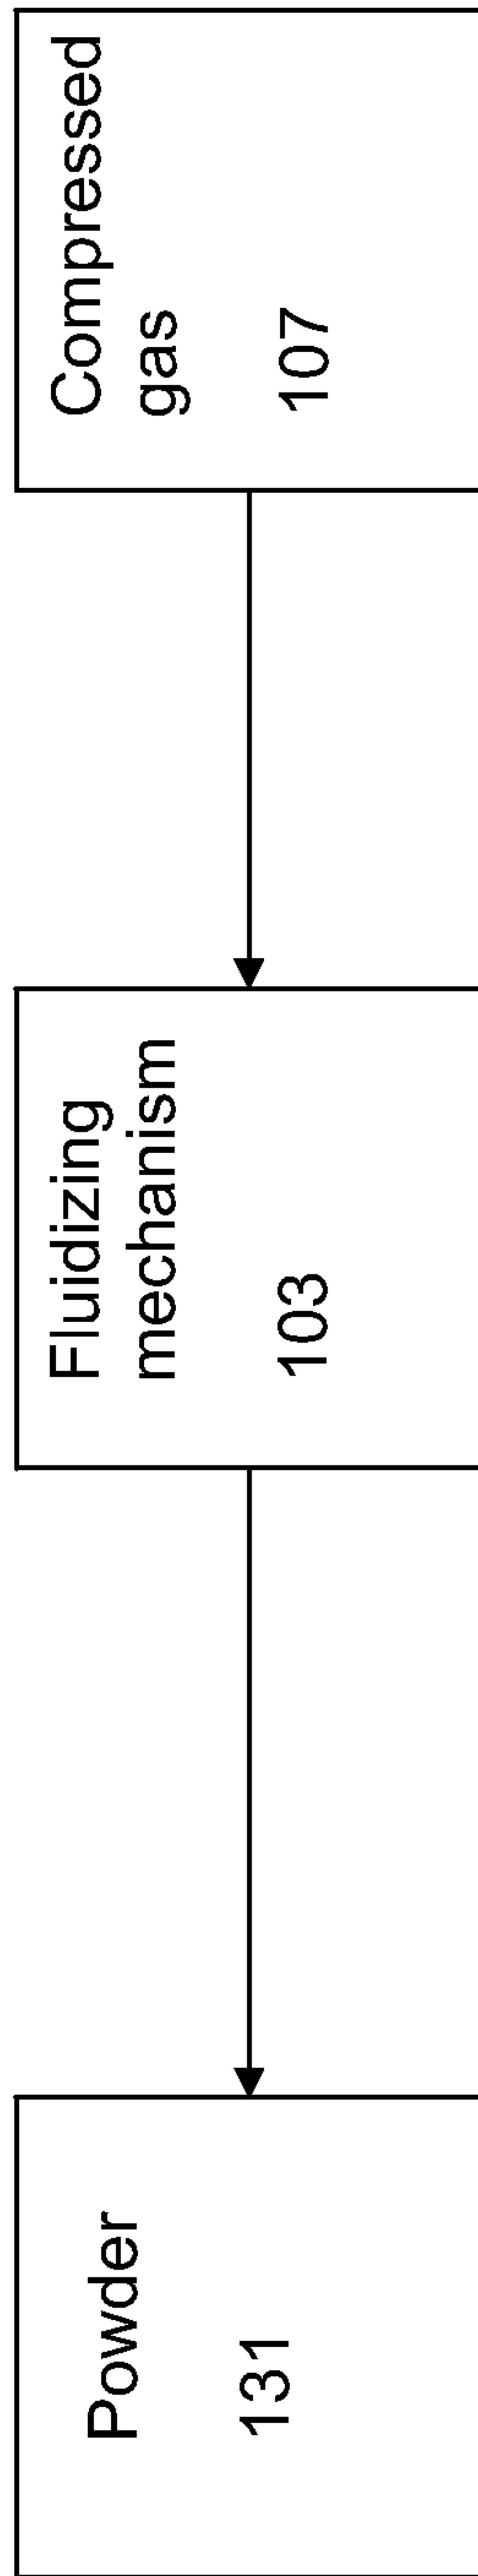 Powder
131
Fluidizing
mechanism
103
Compressed
gas
107